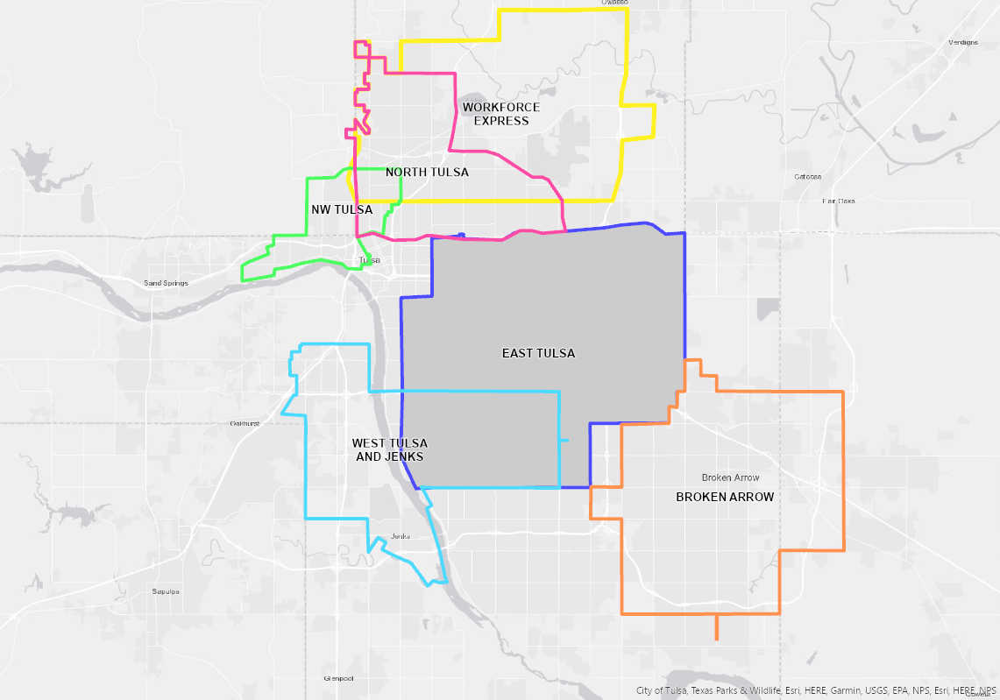 Owasso
Verdigris
WORKFORCE
EXPRESS
NORTH TULSA
Catoosa
Fair Oaks
NW TULSA
Tulsa
Sand Springs
EAST TULSA
Oakhurst
WEST TULSA
AND JENKS
Broken Arrow
BROKEN ARROW
Jenks
Sapulpa
Glenpool
City of Tulsa, Texas Parks & Wildlife, Esri, HERE, Garmin, USGS, EPA, NPS, Esri, HERE, NPS